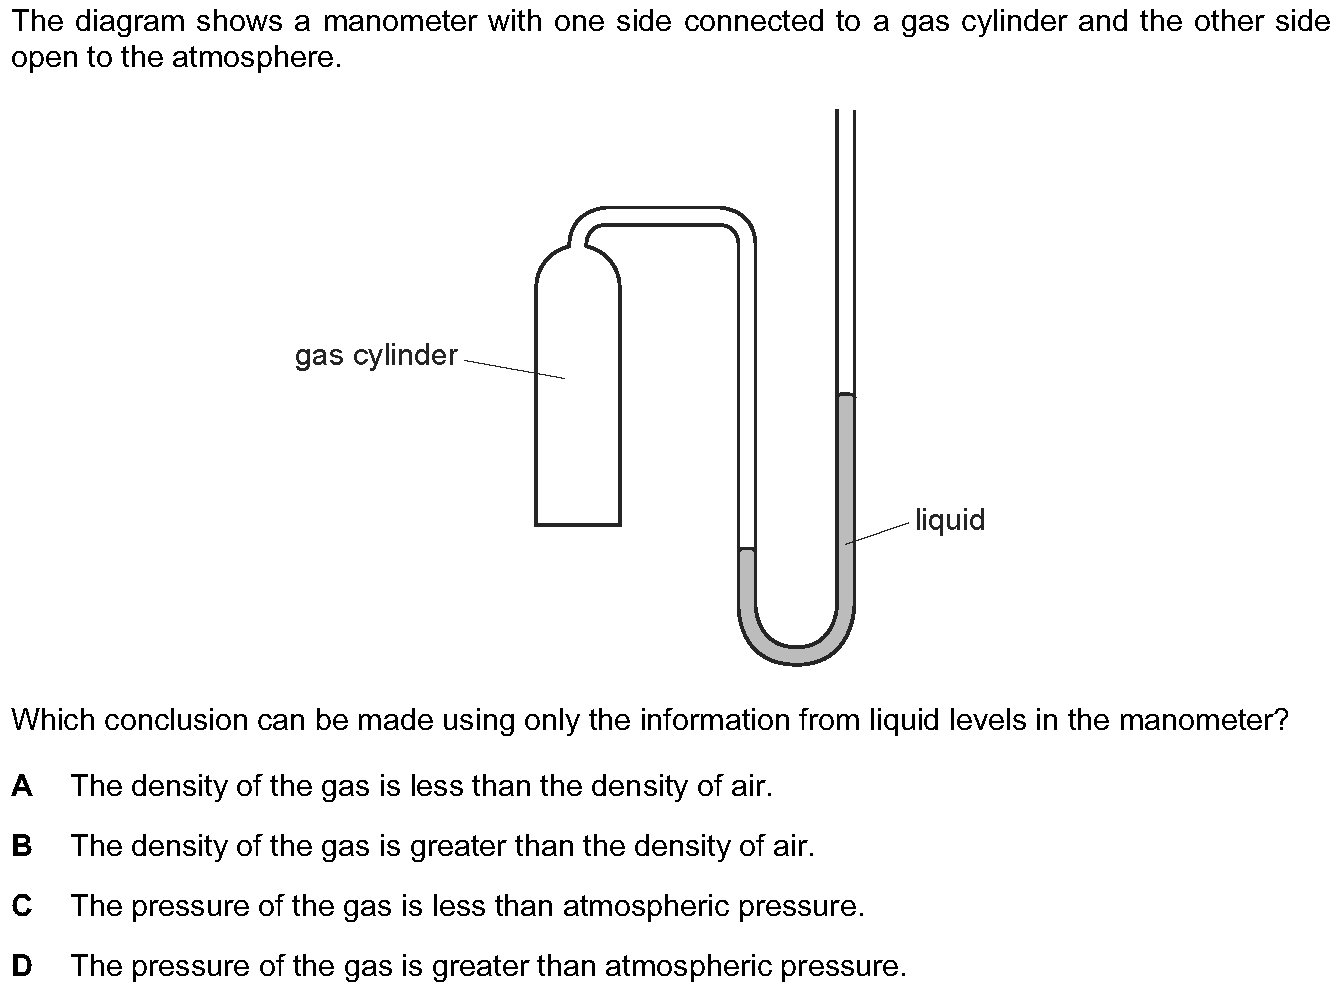 The diagram shows a manometer with one side connected to a gas cylinder and the other side
open to the atmosphere.
gas cylinder
liquid
Which conclusion can be made using only the information from liquid levels in the manometer?
A The density of the gas is less than the density of air.
B The density of the gas is greater than the density of air.
C The pressure of the gas is less than atmospheric pressure.
D The pressure of the gas is greater than atmospheric pressure.